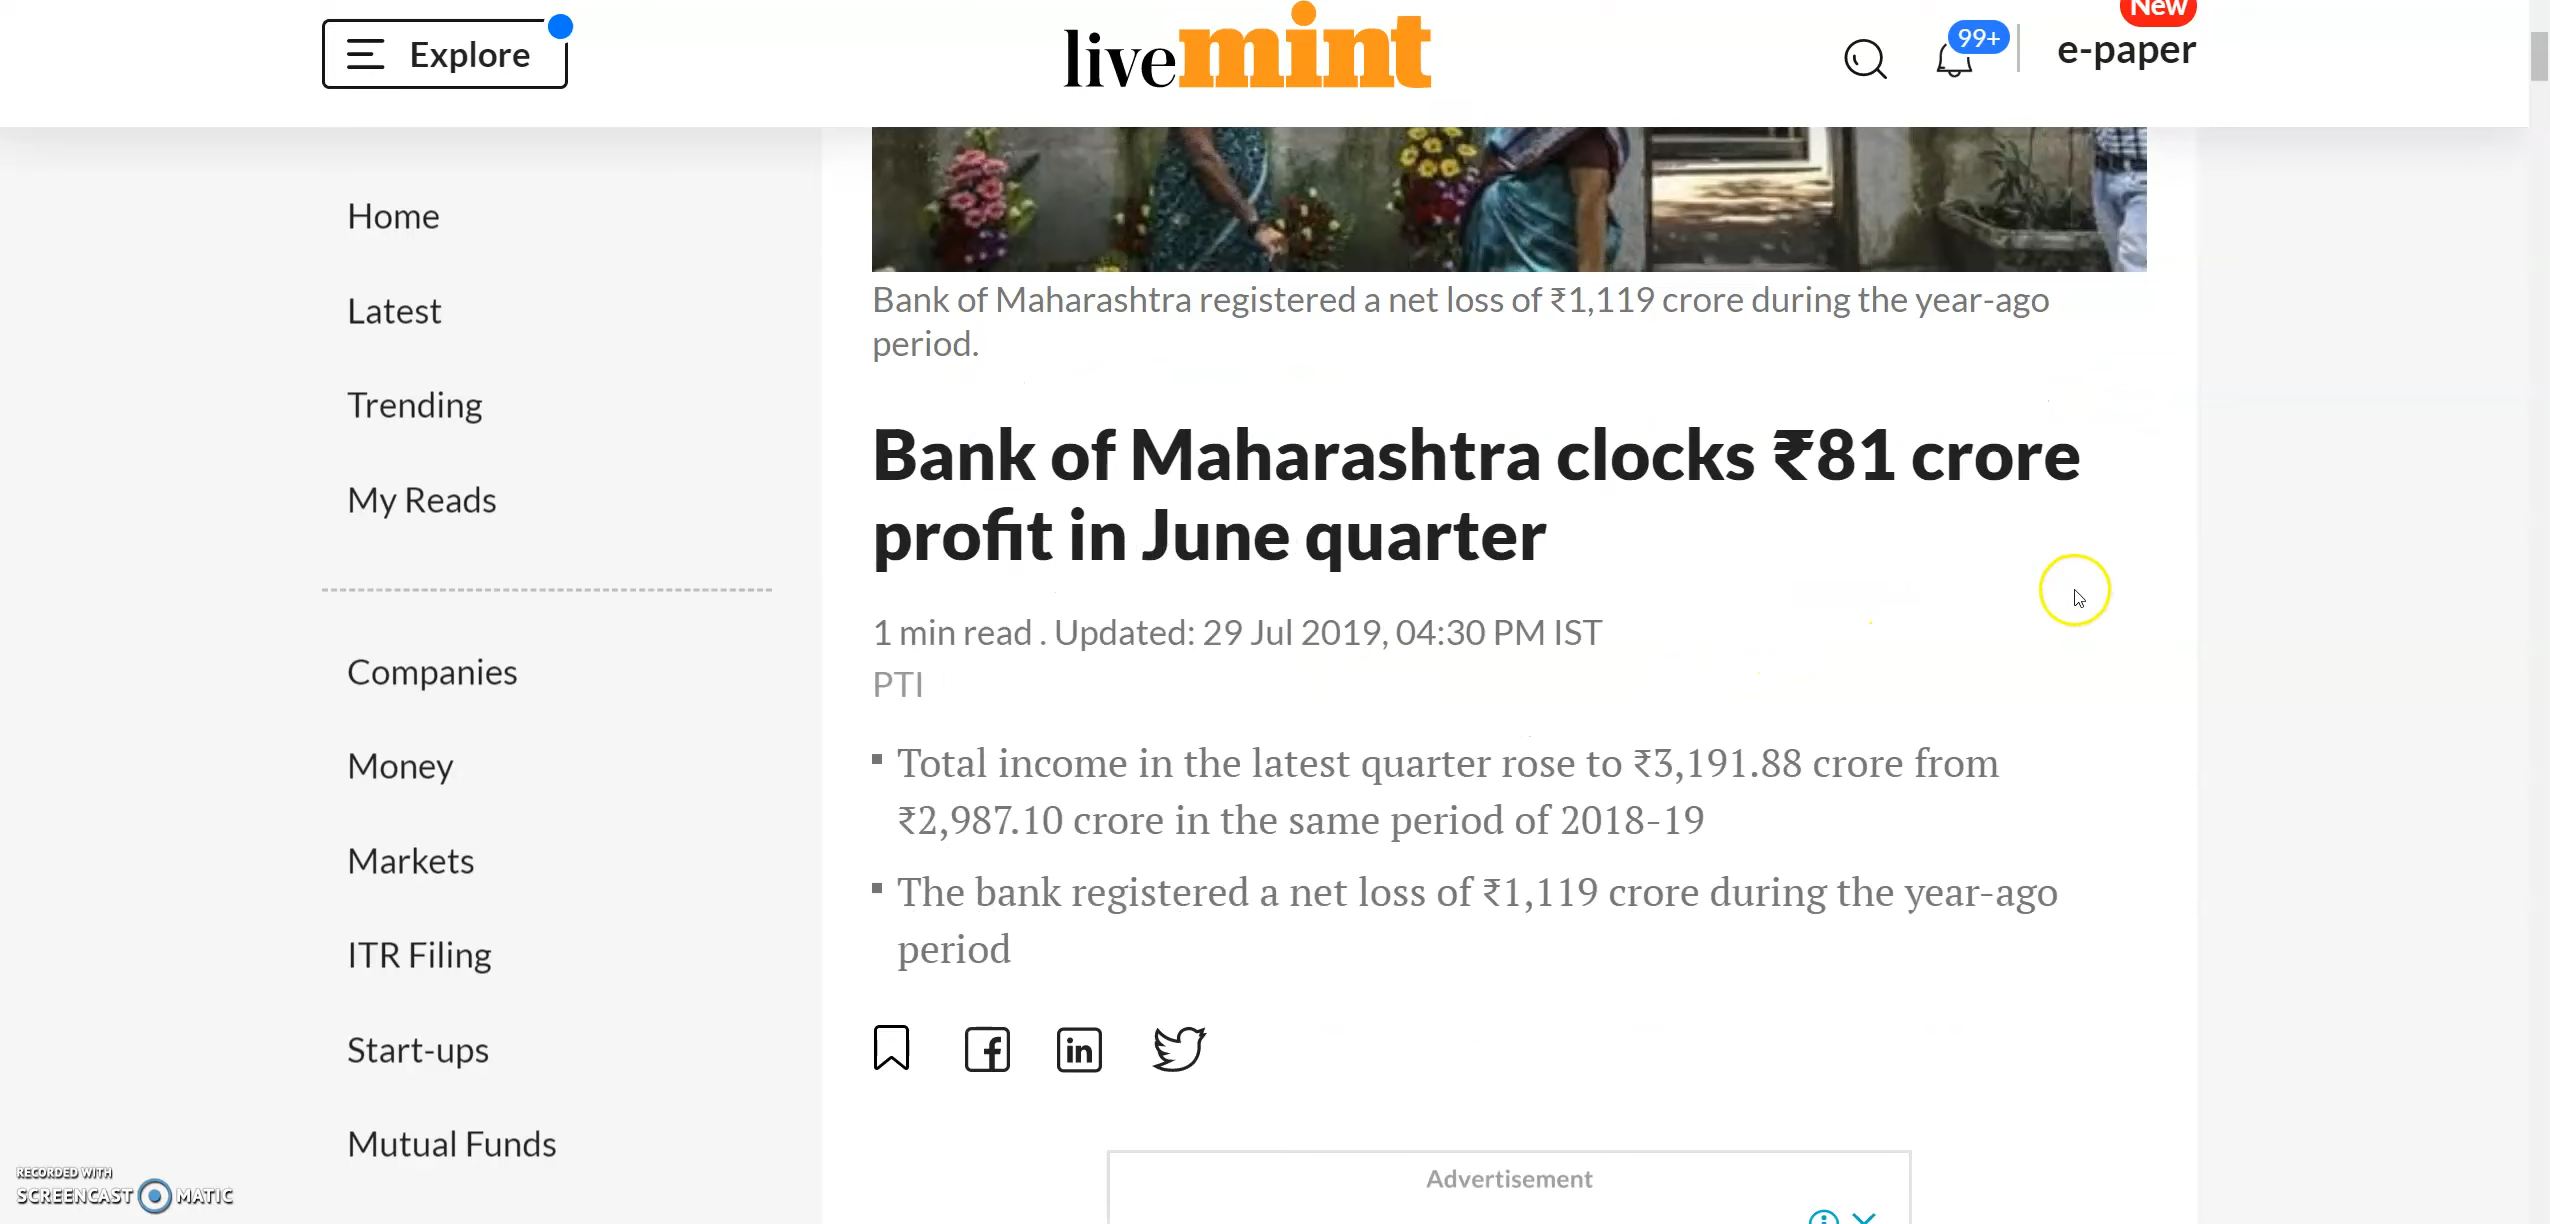 Explore
livemint
99+
New
e-paper
Home
Latest
Trending
My Reads
Companies
Money
Markets
ITR Filing
Start-ups
Mutual Funds
Bank of Maharashtra registered a net loss of ₹1,119 crore during the year-ago
period.
Bank of Maharashtra clocks ₹81 crore
profit in June quarter
1 min read . Updated: 29 Jul 2019, 04:30 PM IST
PTI
Total income in the latest quarter rose to ₹3,191.88 crore from
₹2,987.10 crore in the same period of 2018-19
The bank registered a net loss of ₹1,119 crore during the year-ago
period
Advertisement
RECORDED WITH
SCREENCAST MATIC